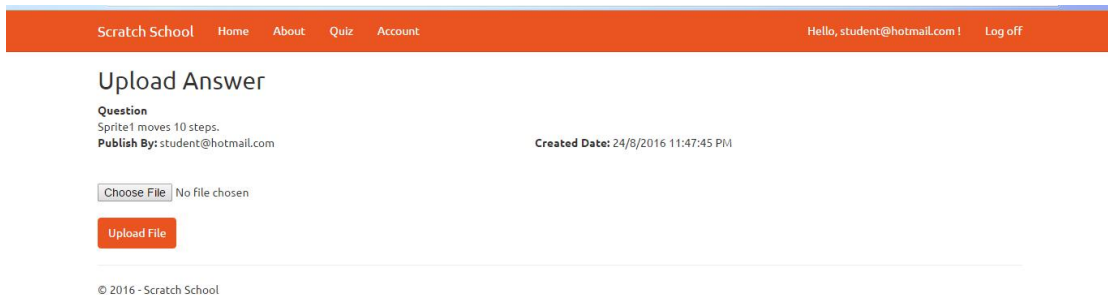 Scratch School Home About Quiz Account Hello, student@hotmail.com ! Log off
Upload Answer
Question
Sprite1 moves 10 steps.
Publish By: student@hotmail.com Created Date: 24/8/2016 11:47:45 PM
Choose File No file chosen
Upload File
© 2016 - Scratch School